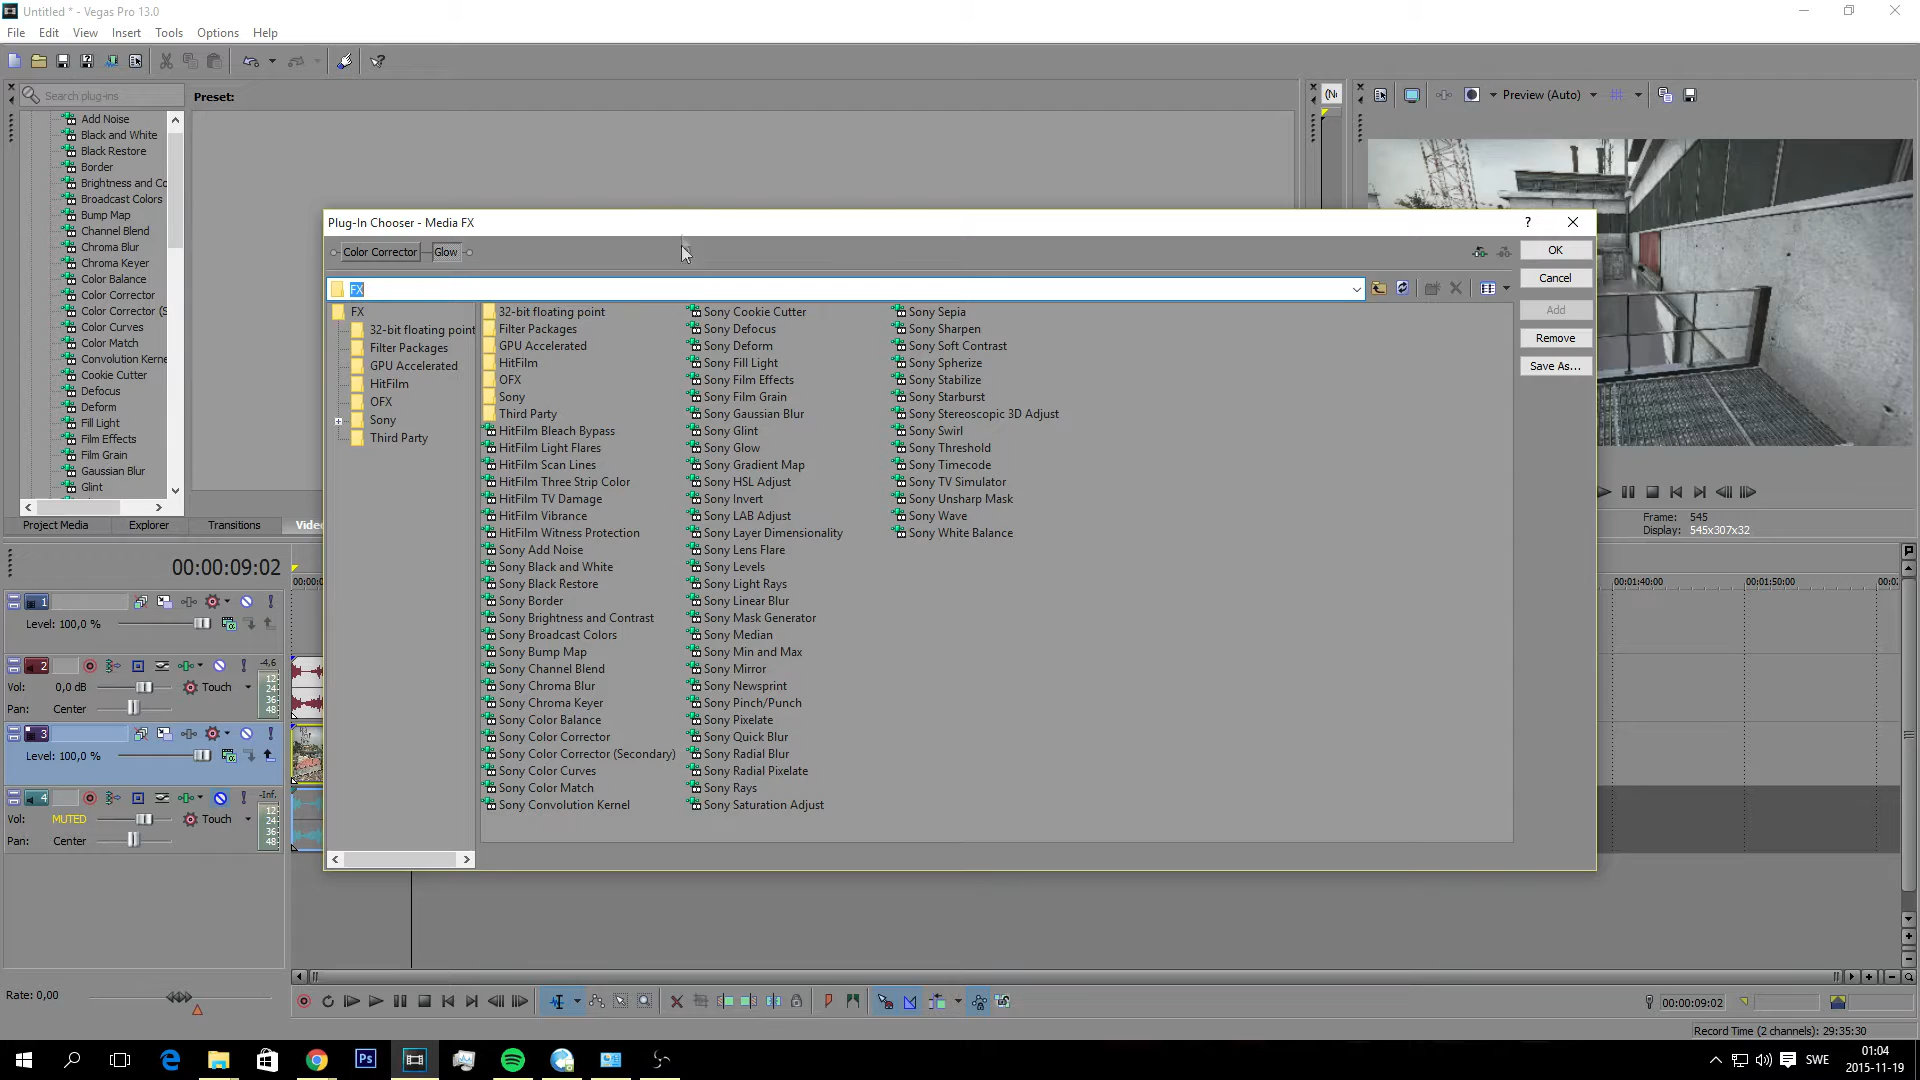 Untitled * - Vegas Pro 13.0
File Edit View Insert Tools Options Help
Search plug-ins
Preset:
Preview (Auto)
Add Noise
Black and White
Black Restore
Border
Brightness and Co
Broadcast Colors
Bump Map
Channel Blend
Chroma Blur
Chroma Keyer
Color Balance
Color Corrector
Color Corrector (S
Color Curves
Color Match
Convolution Kerne
Cookie Cutter
Defocus
Deform
Fill Light
Film Effects
Film Grain
Gaussian Blur
Glint
Project Media Explorer Transitions Video
Plug-In Chooser - Media FX
Color Corrector Glow
FX
FX
32-bit floating point
Filter Packages
GPU Accelerated
HitFilm
OFX
Sony
Third Party
32-bit floating point
Filter Packages
GPU Accelerated
HitFilm
OFX
Sony
Third Party
HitFilm Bleach Bypass
HitFilm Light Flares
HitFilm Scan Lines
HitFilm Three Strip Color
HitFilm TV Damage
HitFilm Vibrance
HitFilm Witness Protection
Sony Add Noise
Sony Black and White
Sony Black Restore
Sony Border
Sony Brightness and Contrast
Sony Broadcast Colors
Sony Bump Map
Sony Channel Blend
Sony Chroma Blur
Sony Chroma Keyer
Sony Color Balance
Sony Color Corrector
Sony Color Corrector (Secondary)
Sony Color Curves
Sony Color Match
Sony Convolution Kernel
Sony Cookie Cutter
Sony Defocus
Sony Deform
Sony Fill Light
Sony Film Effects
Sony Film Grain
Sony Gaussian Blur
Sony Glint
Sony Glow
Sony Gradient Map
Sony HSL Adjust
Sony Invert
Sony LAB Adjust
Sony Layer Dimensionality
Sony Lens Flare
Sony Levels
Sony Light Rays
Sony Linear Blur
Sony Mask Generator
Sony Median
Sony Min and Max
Sony Mirror
Sony Newsprint
Sony Pinch/Punch
Sony Pixelate
Sony Quick Blur
Sony Radial Blur
Sony Radial Pixelate
Sony Rays
Sony Saturation Adjust
Sony Sepia
Sony Sharpen
Sony Soft Contrast
Sony Spherize
Sony Stabilize
Sony Starburst
Sony Stereoscopic 3D Adjust
Sony Swirl
Sony Threshold
Sony Timecode
Sony TV Simulator
Sony Unsharp Mask
Sony Wave
Sony White Balance
OK
Cancel
Add
Remove
Save As...
Frame: 545
Display: 545x307x32
00:00:09:02
00:01:40:00 00:01:50:00
1
Level: 100,0 %
2 -4,6
Vol: 0,0 dB Touch
Pan: Center
12
24
36
48
3
Level: 100,0 %
4 -Inf.
Vol: MUTED Touch
Pan: Center
12
24
36
48
Rate: 0,00
00:00:09:02
Record Time (2 channels): 29:35:30
Ps
SWE
01:04
2015-11-19